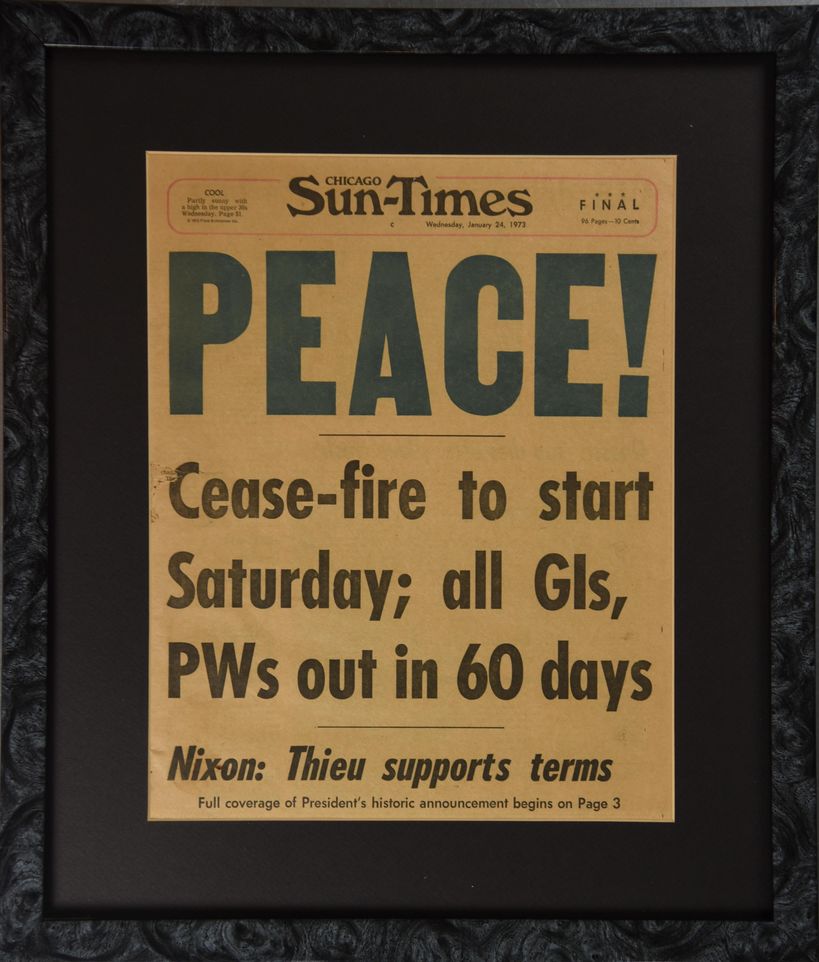 COOL
Partly sunny with
a high in the upper 30s
Wednesday. Page 51.
CHICAGO
Sun-Times
c Wednesday, January 24, 1973
★ ★ ★
FINAL
96 Pages—10 Cents
PEACE!
Cease-fire to start
Saturday; all GIs,
PWs out in 60 days
Nixon: Thieu supports terms
Full coverage of President's historic announcement begins on Page 3